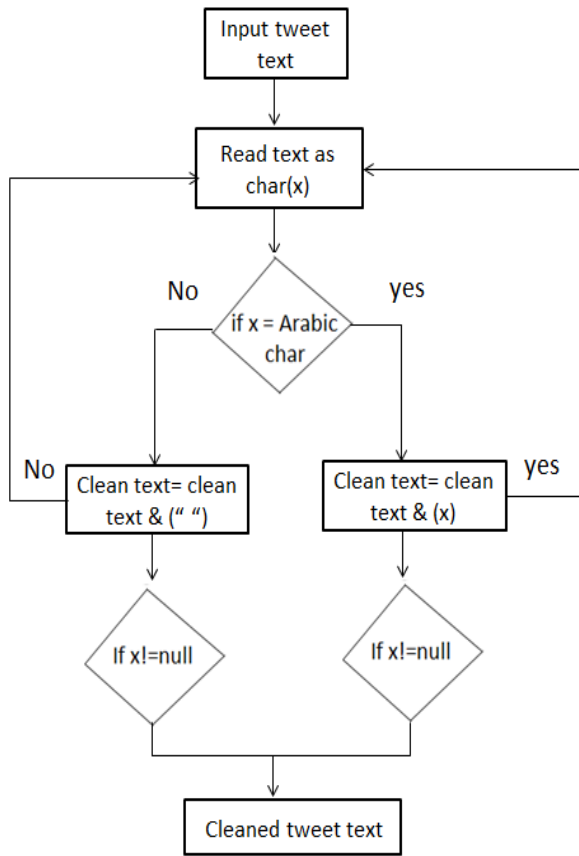 Input tweet
text
Read text as
char(x)
No
yes
if x = Arabic
char
No
Clean text= clean
text & (“ “)
Clean text= clean
text & (x)
yes
If x!=null
If x!=null
Cleaned tweet text